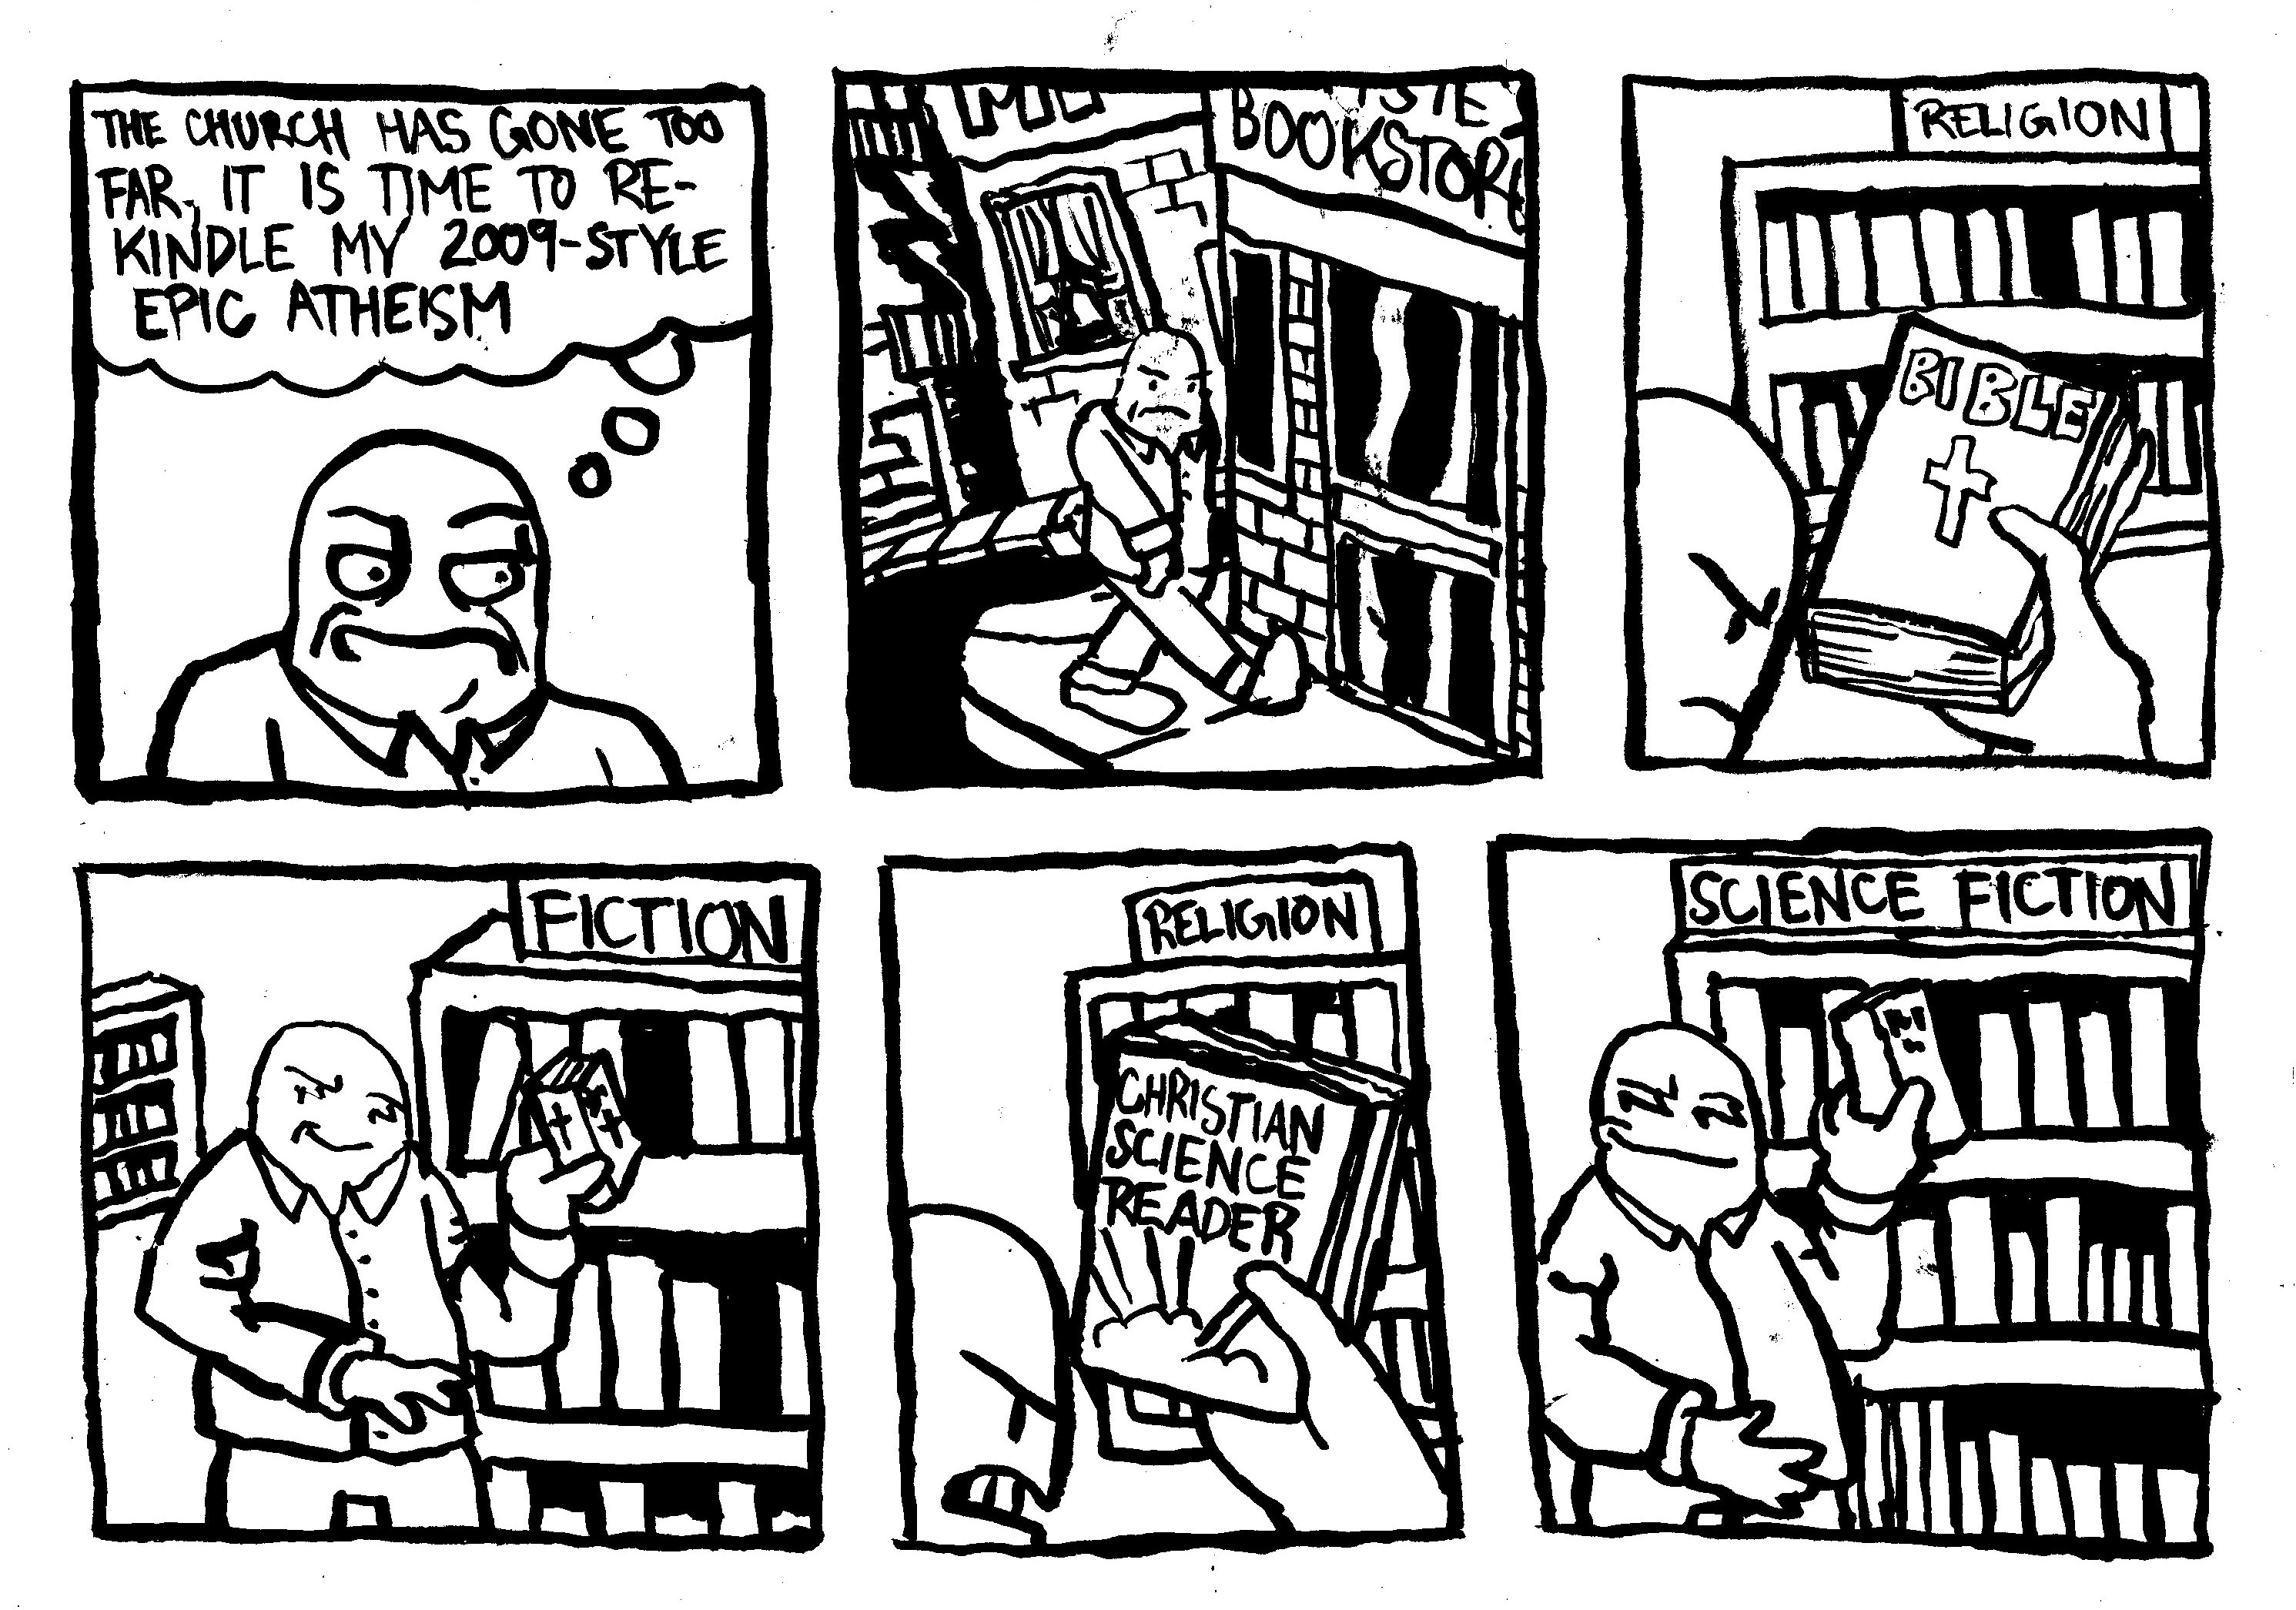 THE CHURCH HAS GONE TOO
FAR, IT IS TIME TO RE-
KINDLE MY 2009-STYLE
EPIC ATHEISM
BOOKSTORE
RELIGION
BIBLE
FICTION
RELIGION
CHRISTIAN
SCIENCE
READER
SCIENCE FICTION